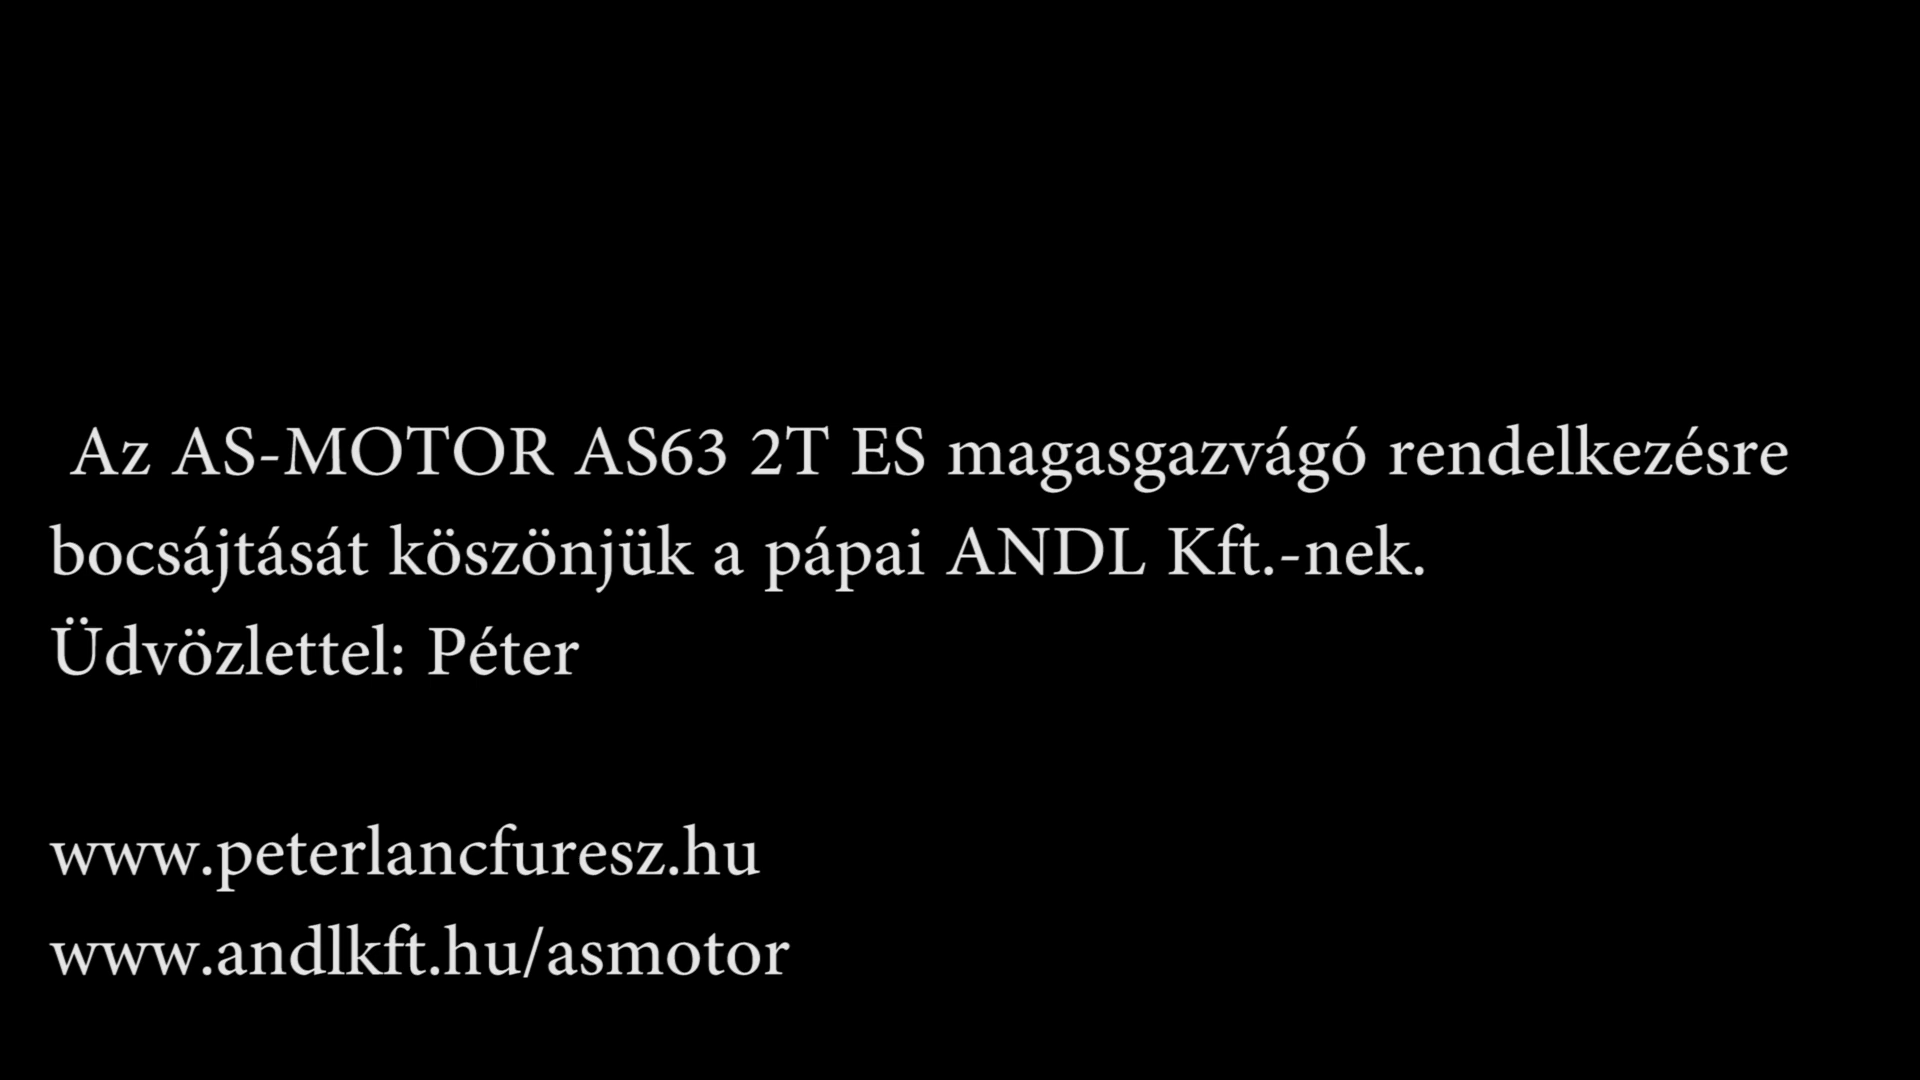 Az AS-MOTOR AS63 2T ES magasgazvágó rendelkezésre
bocsájtását köszönjük a pápai ANDL Kft.-nek.
Üdvözlettel: Péter
www.peterlancfuresz.hu
www.andlkft.hu/asmotor